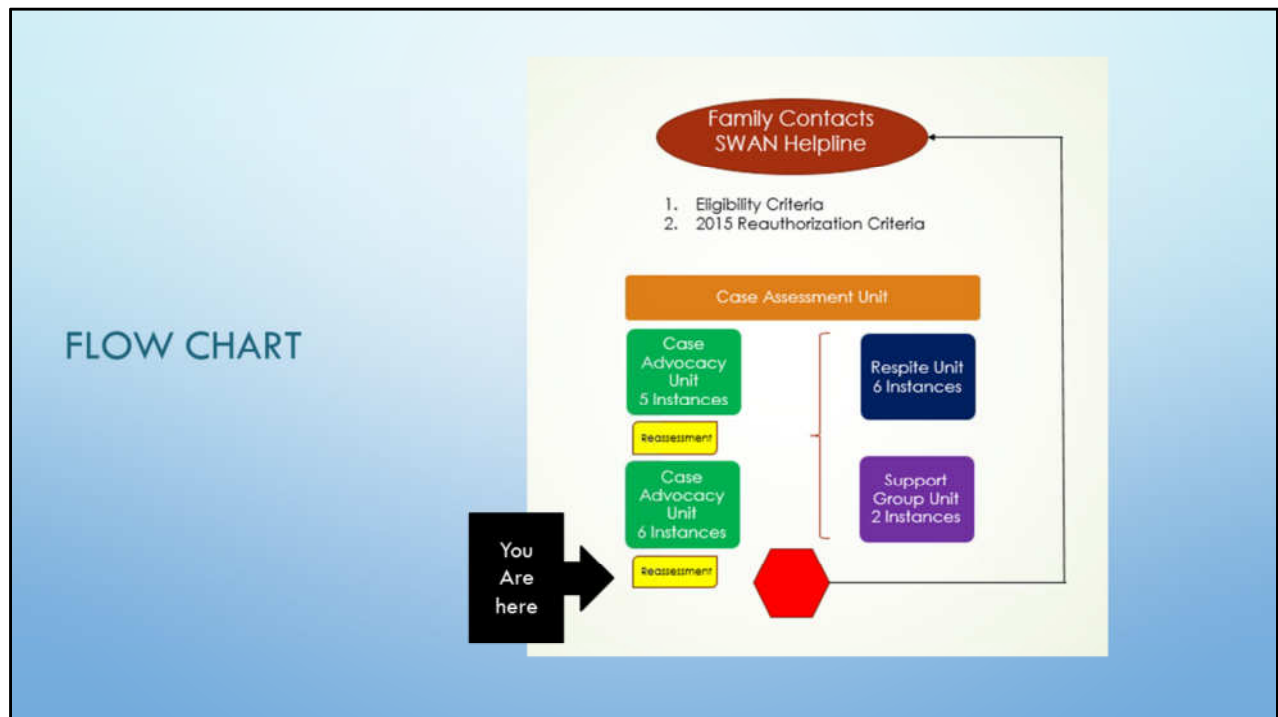 FLOW CHART
Family Contacts
SWAN Helpline
1. Eligibility Criteria
2. 2015 Reauthorization Criteria
Case Assessment Unit
Case
Advocacy
Unit
5 Instances
Reassessment
Case
Advocacy
Unit
6 Instances
Reassessment
Respite Unit
6 Instances
Support
Group Unit
2 Instances
You
Are
here